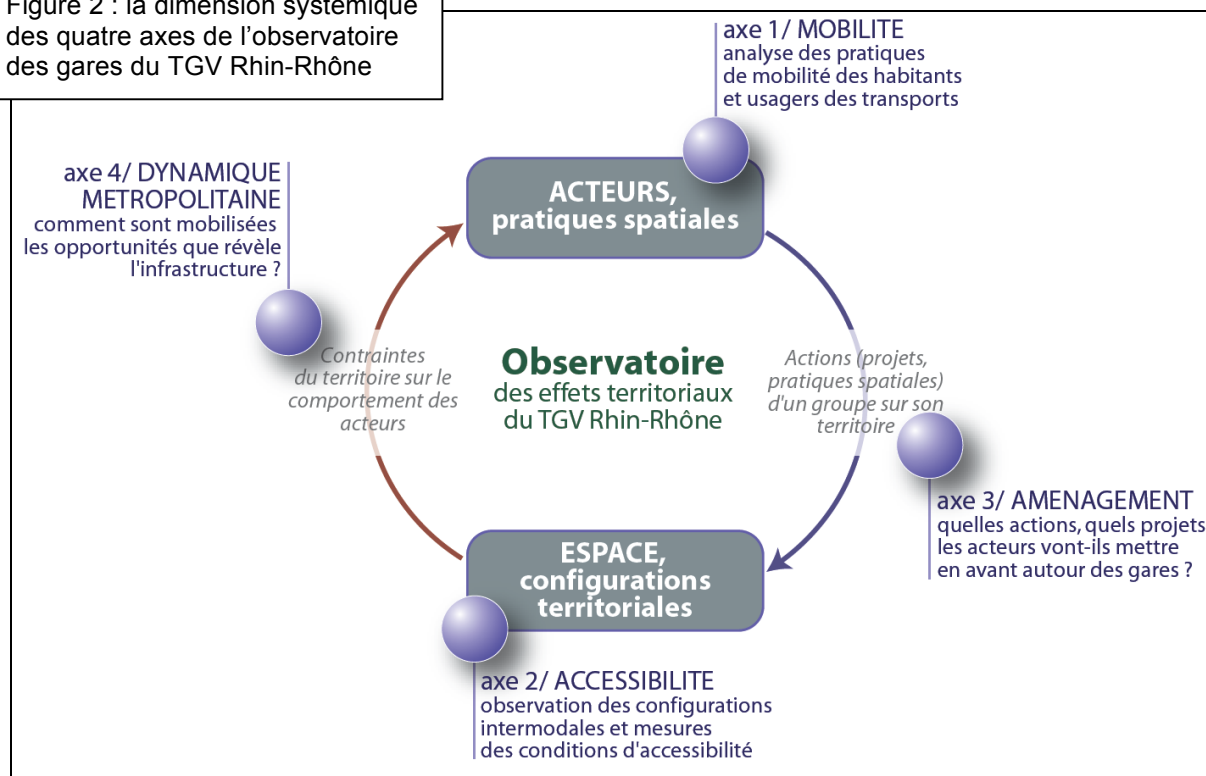 Figure 2 : la dimension systémique
des quatre axes de l'observatoire
des gares du TGV Rhin-Rhône
axe 1/ MOBILITE
analyse des pratiques
de mobilité des habitants
et usagers des transports
axe 4/ DYNAMIQUE
METROPOLITAINE
comment sont mobilisées
les opportunités que révèle
l'infrastructure ?
ACTEURS,
pratiques spatiales
Contraintes
du territoire sur le
comportement des
acteurs
Observatoire
des effets territoriaux
du TGV Rhin-Rhône
Actions (projets,
pratiques spatiales)
d'un groupe sur son
territoire
axe 3/ AMENAGEMENT
quelles actions, quels projets
les acteurs vont-ils mettre
en avant autour des gares ?
ESPACE,
configurations
territoriales
axe 2/ ACCESSIBILITE
observation des configurations
intermodales et mesures
des conditions d'accessibilité